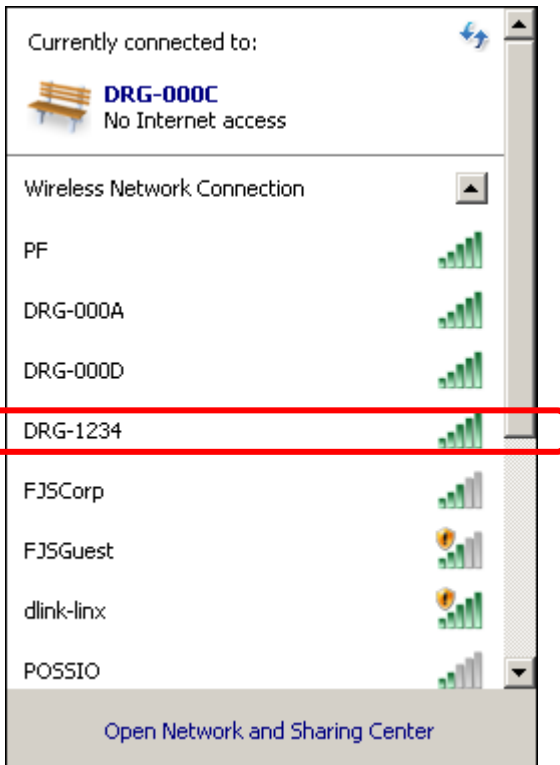 Currently connected to:
DRG-000C
No Internet access
Wireless Network Connection
PF
DRG-000A
DRG-000D
DRG-1234
FJSCorp
FJSGuest
dlink-linx
POSSIO
Open Network and Sharing Center